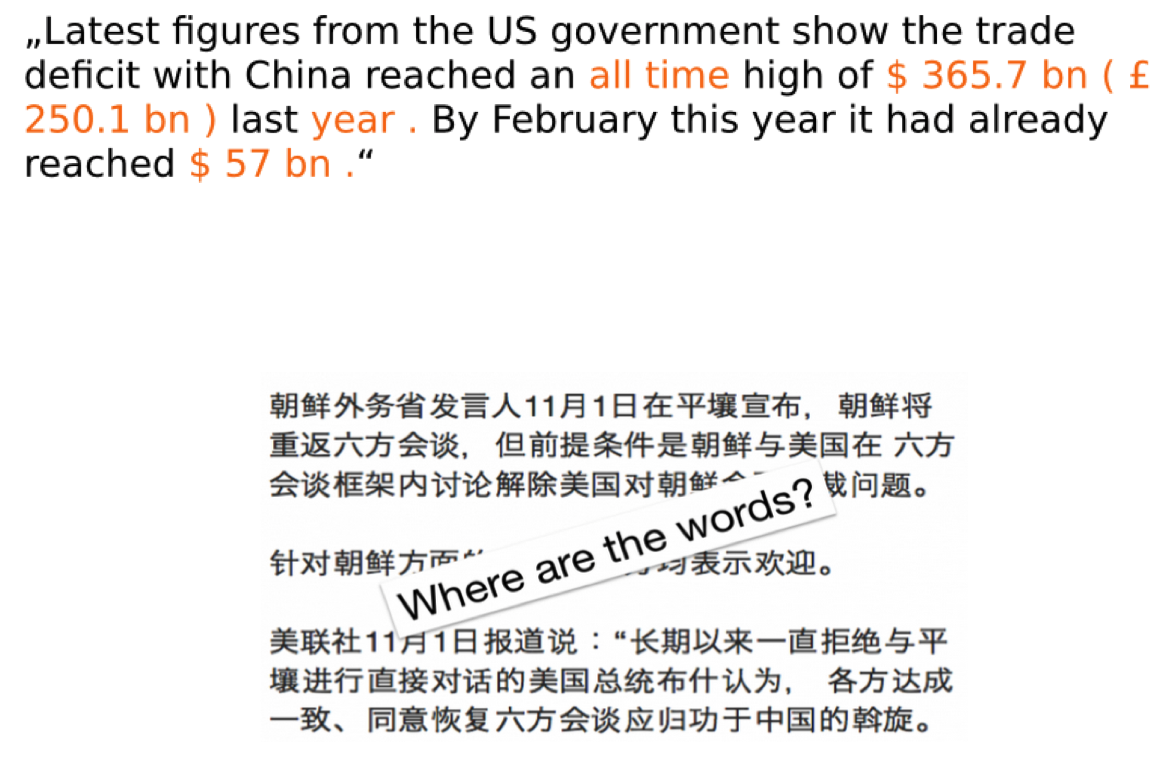 „Latest figures from the US government show the trade
deficit with China reached an all time high of $ 365.7 bn ( £
250.1 bn ) last year . By February this year it had already
reached $ 57 bn .“
朝鲜外务省发言人11月1日在平壤宣布， 朝鲜将
重返六方会谈， 但前提条件是朝鲜与美国在 六方
会谈框架内讨论解除美国对朝鲜 裁问题。
Where are the words?
针对朝鲜方面 均表示欢迎。
美联社11月1日报道说：“长期以来一直拒绝与平
壤进行直接对话的美国总统布什认为， 各方达成
一致、同意恢复六方会谈应归功于中国的斡旋。